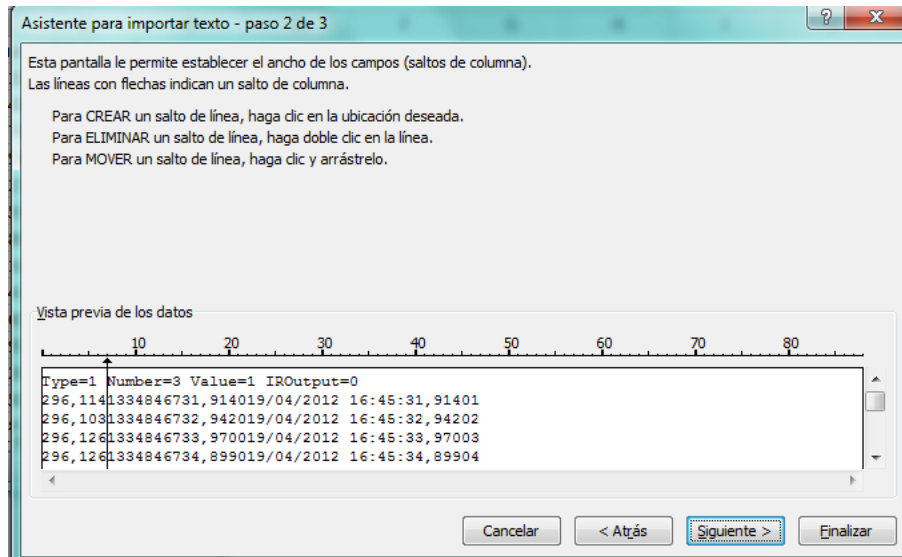 Asistente para importar texto - paso 2 de 3
Esta pantalla le permite establecer el ancho de los campos (saltos de columna).
Las líneas con flechas indican un salto de columna.
Para CREAR un salto de línea, haga clic en la ubicación deseada.
Para ELIMINAR un salto de línea, haga doble clic en la línea.
Para MOVER un salto de línea, haga clic y arrástrelo.
Vista previa de los datos
10 20 30 40 50 60 70 80
Type=1 Number=3 Value=1 IROutput=0
296,1141334846731,914019/04/2012 16:45:31,91401
296,1031334846732,942019/04/2012 16:45:32,94202
296,1261334846733,970019/04/2012 16:45:33,97003
296,1261334846734,899019/04/2012 16:45:34,89904
Cancelar < Atrás Siguiente > Finalizar